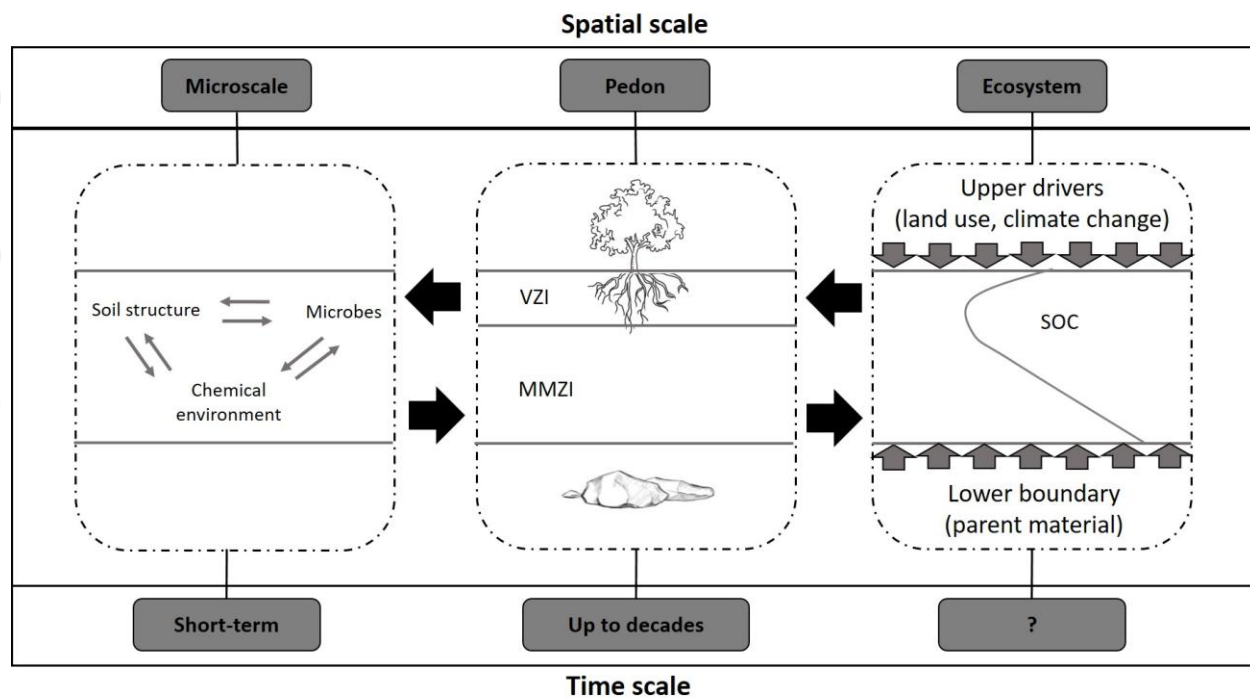 Spatial scale
Microscale
Pedon
Ecosystem
Upper drivers
(land use, climate change)
Soil structure
Microbes
Chemical
environment
VZI
MMZI
SOC
Lower boundary
(parent material)
Short-term
Up to decades
?
Time scale